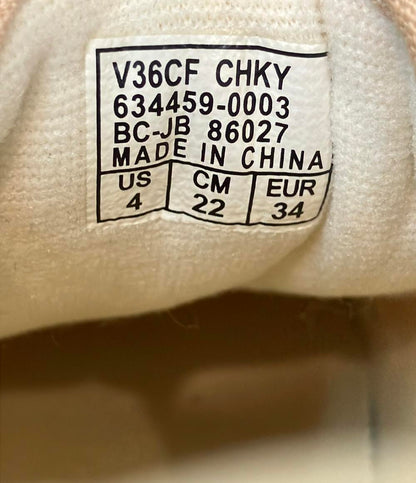 V36CF CHKY
634459-0003
BC-JB 86027
MADE IN CHINA
US CM EUR
4 22 34